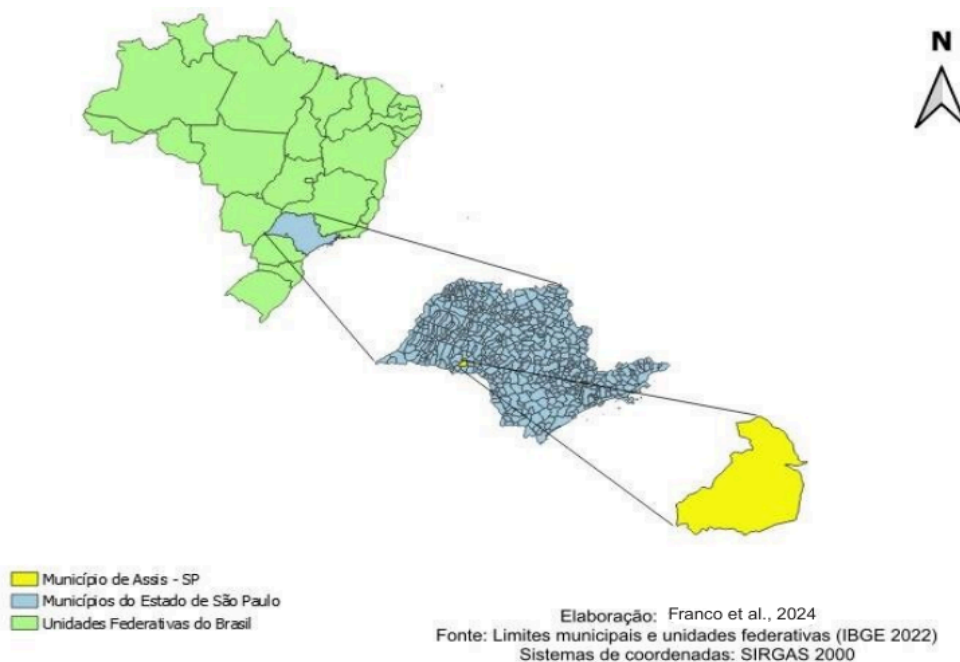 N
Município de Assis - SP
Municípios do Estado de São Paulo
Unidades Federativas do Brasil
Elaboração: Franco et al., 2024
Fonte: Limites municipais e unidades federativas (IBGE 2022)
Sistemas de coordenadas: SIRGAS 2000